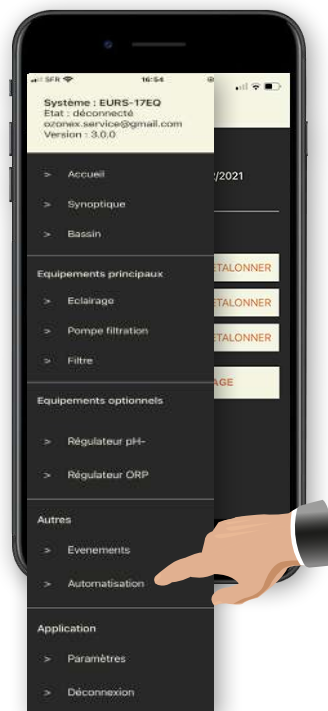 SFR 16:54
Système : EURS-17EQ
Etat : déconnecté
ozonex.service@gmail.com
Version : 3.0.0
> Accueil
/2021
> Synoptique
> Bassin
Equipements principaux
ETALONNER
> Eclairage
ETALONNER
> Pompe filtration
ETALONNER
> Filtre
AGE
Equipements optionnels
> Régulateur pH-
> Régulateur ORP
Autres
> Evenements
> Automatisation
Application
> Paramètres
> Déconnexion